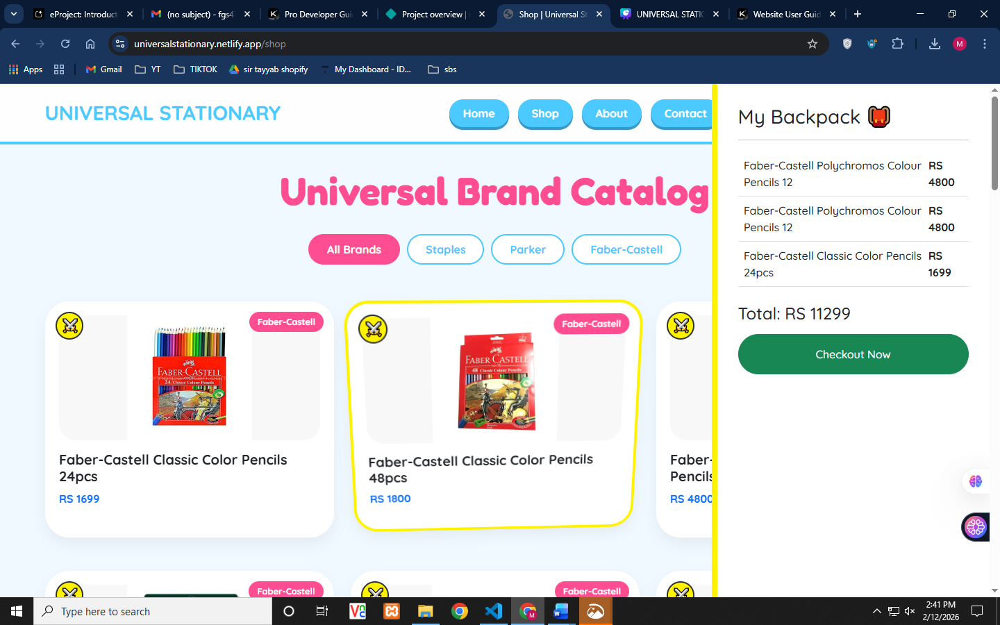 eProject: Introduct
(no subject) - fgs4
Pro Developer Gui
Project overview |
Shop | Universal St
UNIVERSAL STATIO
Website User Guid
universalstationary.netlify.app/shop
M
Apps
Gmail
YT
TIKTOK
sir tayyab shopify
My Dashboard - ID...
sbs
UNIVERSAL STATIONARY
Home
Shop
About
Contact
Universal Brand Catalog
All Brands
Staples
Parker
Faber-Castell
Faber-Castell
FABER-CASTELL
24 Classic Colour Pencils
Faber-Castell Classic Color Pencils
24pcs
RS 1699
Faber-Castell
FABER-CASTELL
48 Classic Colour Pencils
Faber-Castell Classic Color Pencils
48pcs
RS 1800
Faber-
Pencils
RS 4800
Faber-Castell
Faber-Castell
My Backpack
Faber-Castell Polychromos Colour
Pencils 12
RS
4800
Faber-Castell Polychromos Colour
Pencils 12
RS
4800
Faber-Castell Classic Color Pencils
24pcs
RS
1699
Total: RS 11299
Checkout Now
Type here to search
2:41 PM
2/12/2026